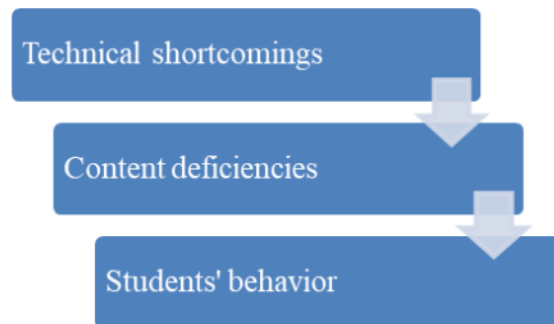 Technical shortcomings
Content deficiencies
Students' behavior